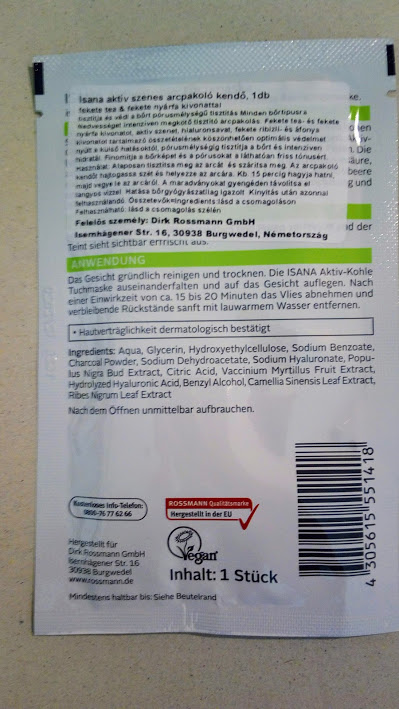 Isana aktív szenes arcpakoló kendő, 1db
fekete tea & fekete nyárfa kivonattal
tisztítja és védi a bőrt pórusmélységű tisztítás Minden bőrtípusra
Nedvességet intenzíven megkötő tisztító arcpakolás. Fekete tea- és fekete
nyárfa kivonatot, aktív szenet, hialuronsavat, fekete ribizli- és áfonya
kivonatot tartalmazó összetételének köszönhetően optimális védelmet
nyújt a külső hatásoktól, pórusmélységig tisztítja a bőrt és intenzíven
hidratál. Finomítja a bőrképet és a pórusokat a láthatóan friss tónusért.
Használat: Alaposan tisztítsa meg az arcát és szárítsa meg. Az arcpakoló
kendőt hajtogassa szét és helyezze az arcára. Kb. 15 percig hagyja hatni,
majd vegye le az arcáról. A maradványokat gyengéden távolítsa el
langyos vízzel. Hatása bőrgyógyászatilag igazolt. Kinyitás után azonnal
felhasználandó. Összetevők=Ingredients:lásd a csomagoláson
Felhasználható: lásd a csomagolás szélén
Felelős személy: Dirk Rossmann GmbH
Isernhägener Str. 16, 30938 Burgwedel, Németország
Teint sieht sichtbar erfrischt aus.
ANWENDUNG
Das Gesicht gründlich reinigen und trocknen. Die ISANA Aktiv-Kohle
Tuchmaske auseinanderfalten und auf das Gesicht auflegen. Nach
einer Einwirkzeit von ca. 15 bis 20 Minuten das Vlies abnehmen und
verbleibende Rückstände sanft mit lauwarmem Wasser entfernen.
• Hautverträglichkeit dermatologisch bestätigt
Ingredients: Aqua, Glycerin, Hydroxyethylcellulose, Sodium Benzoate,
Charcoal Powder, Sodium Dehydroacetate, Sodium Hyaluronate, Popu-
lus Nigra Bud Extract, Citric Acid, Vaccinium Myrtillus Fruit Extract,
Hydrolyzed Hyaluronic Acid, Benzyl Alcohol, Camellia Sinensis Leaf Extract,
Ribes Nigrum Leaf Extract
Nach dem Öffnen unmittelbar aufbrauchen.
Kostenloses Info-Telefon:
0800-76 77 62 66
ROSSMANN Qualitätsmarke
Hergestellt in der EU
Vegan
Hergestellt für
Dirk Rossmann GmbH
Isernhägener Str. 16
30938 Burgwedel
www.rossmann.de
Inhalt: 1 Stück
Mindestens haltbar bis: Siehe Beutelrand
4 305615 551418